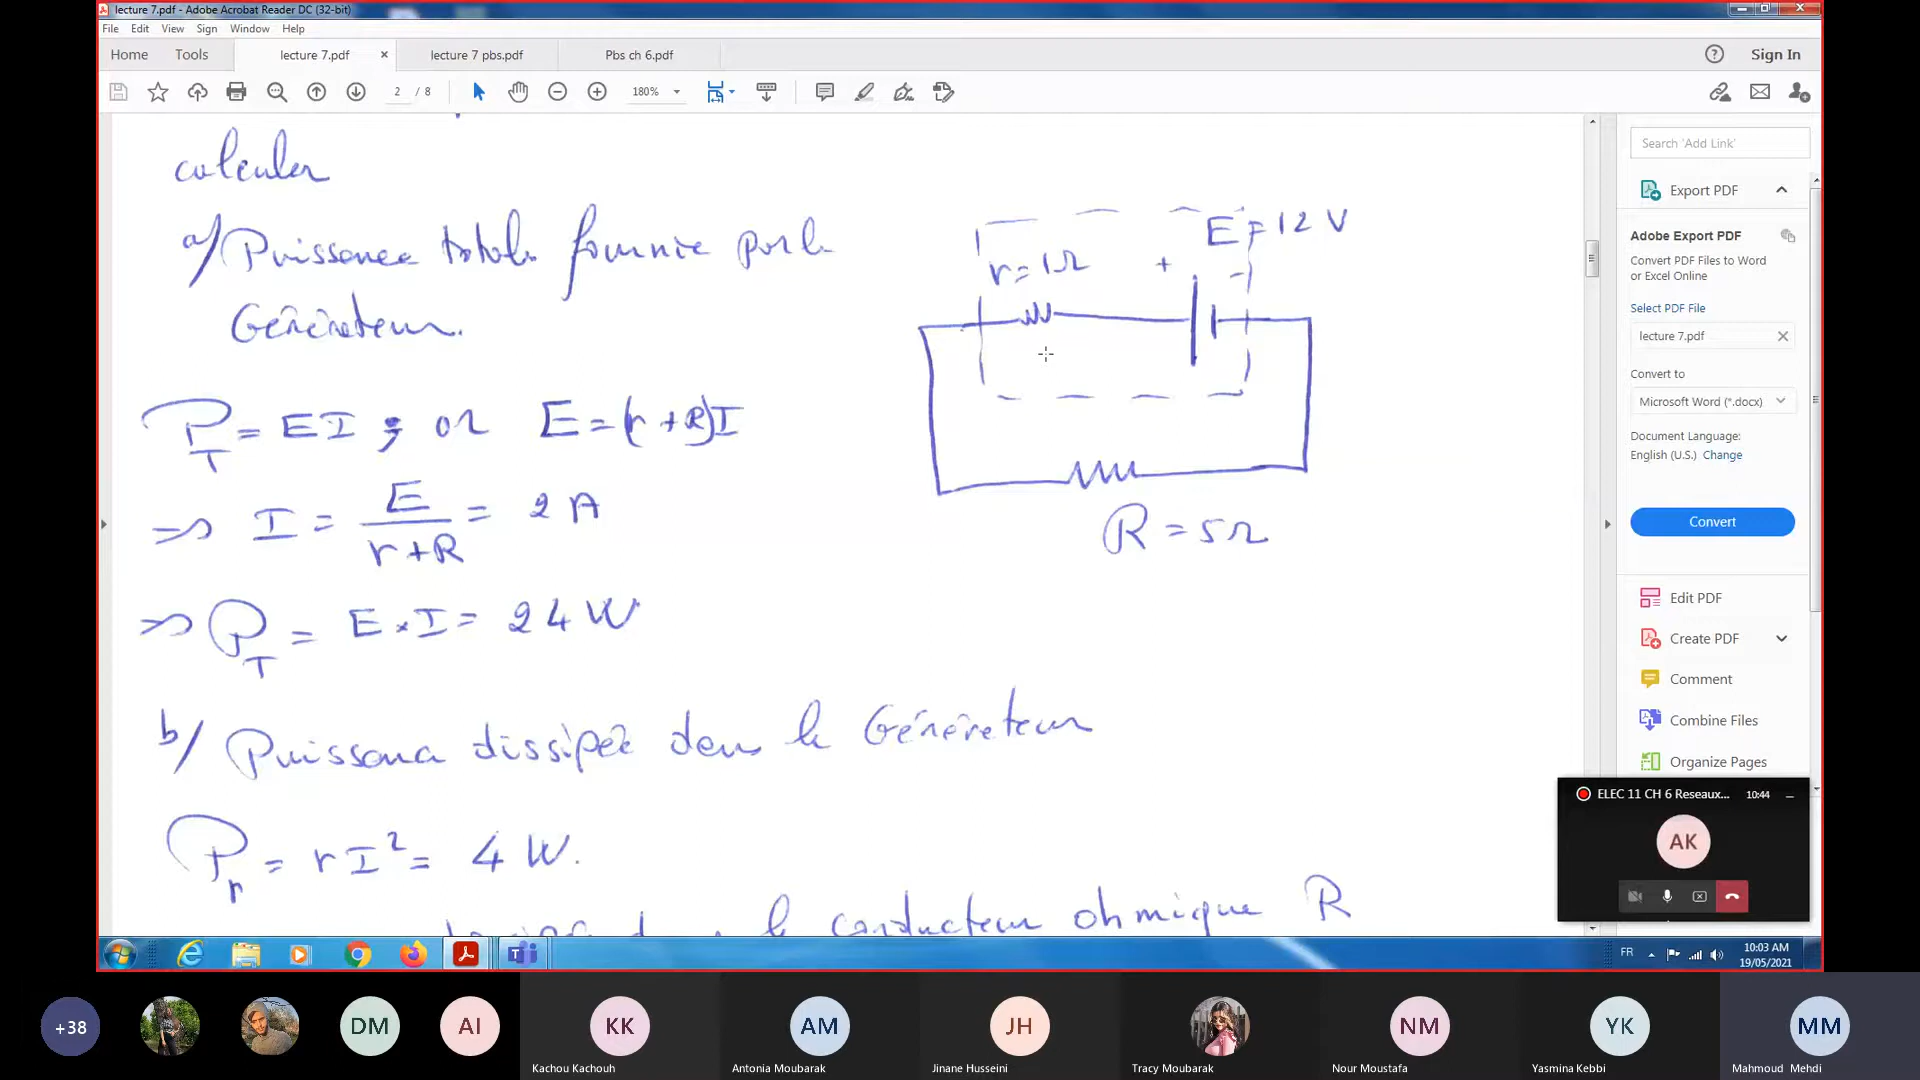 lecture 7.pdf - Adobe Acrobat Reader DC (32-bit)
File Edit View Sign Window Help
Home Tools lecture 7.pdf × lecture 7 pbs.pdf Pbs ch 6.pdf Sign In
2 / 8 180%
calculer
a/ Puissance totale fournie par le
Générateur.
P_T = EI ; or E = (r + R)I
=> I = E/(r+R) = 2 A
=> P_T = E × I = 24 W
r = 1Ω + E = 12 V -
R = 5Ω
b/ Puissance dissipée dans le Générateur
P_r = r I² = 4 W.
le conducteur ohmique R
Search 'Add Link'
Export PDF
Adobe Export PDF
Convert PDF Files to Word
or Excel Online
Select PDF File
lecture 7.pdf
Convert to
Microsoft Word (*.docx)
Document Language:
English (U.S.) Change
Convert
Edit PDF
Create PDF
Comment
Combine Files
Organize Pages
ELEC 11 CH 6 Reseaux... 10:44
AK
FR 10:03 AM
19/05/2021
+38 DM AI KK AM JH NM YK MM
Kachou Kachouh Antonia Moubarak Jinane Husseini Tracy Moubarak Nour Moustafa Yasmina Kebbi Mahmoud Mehdi